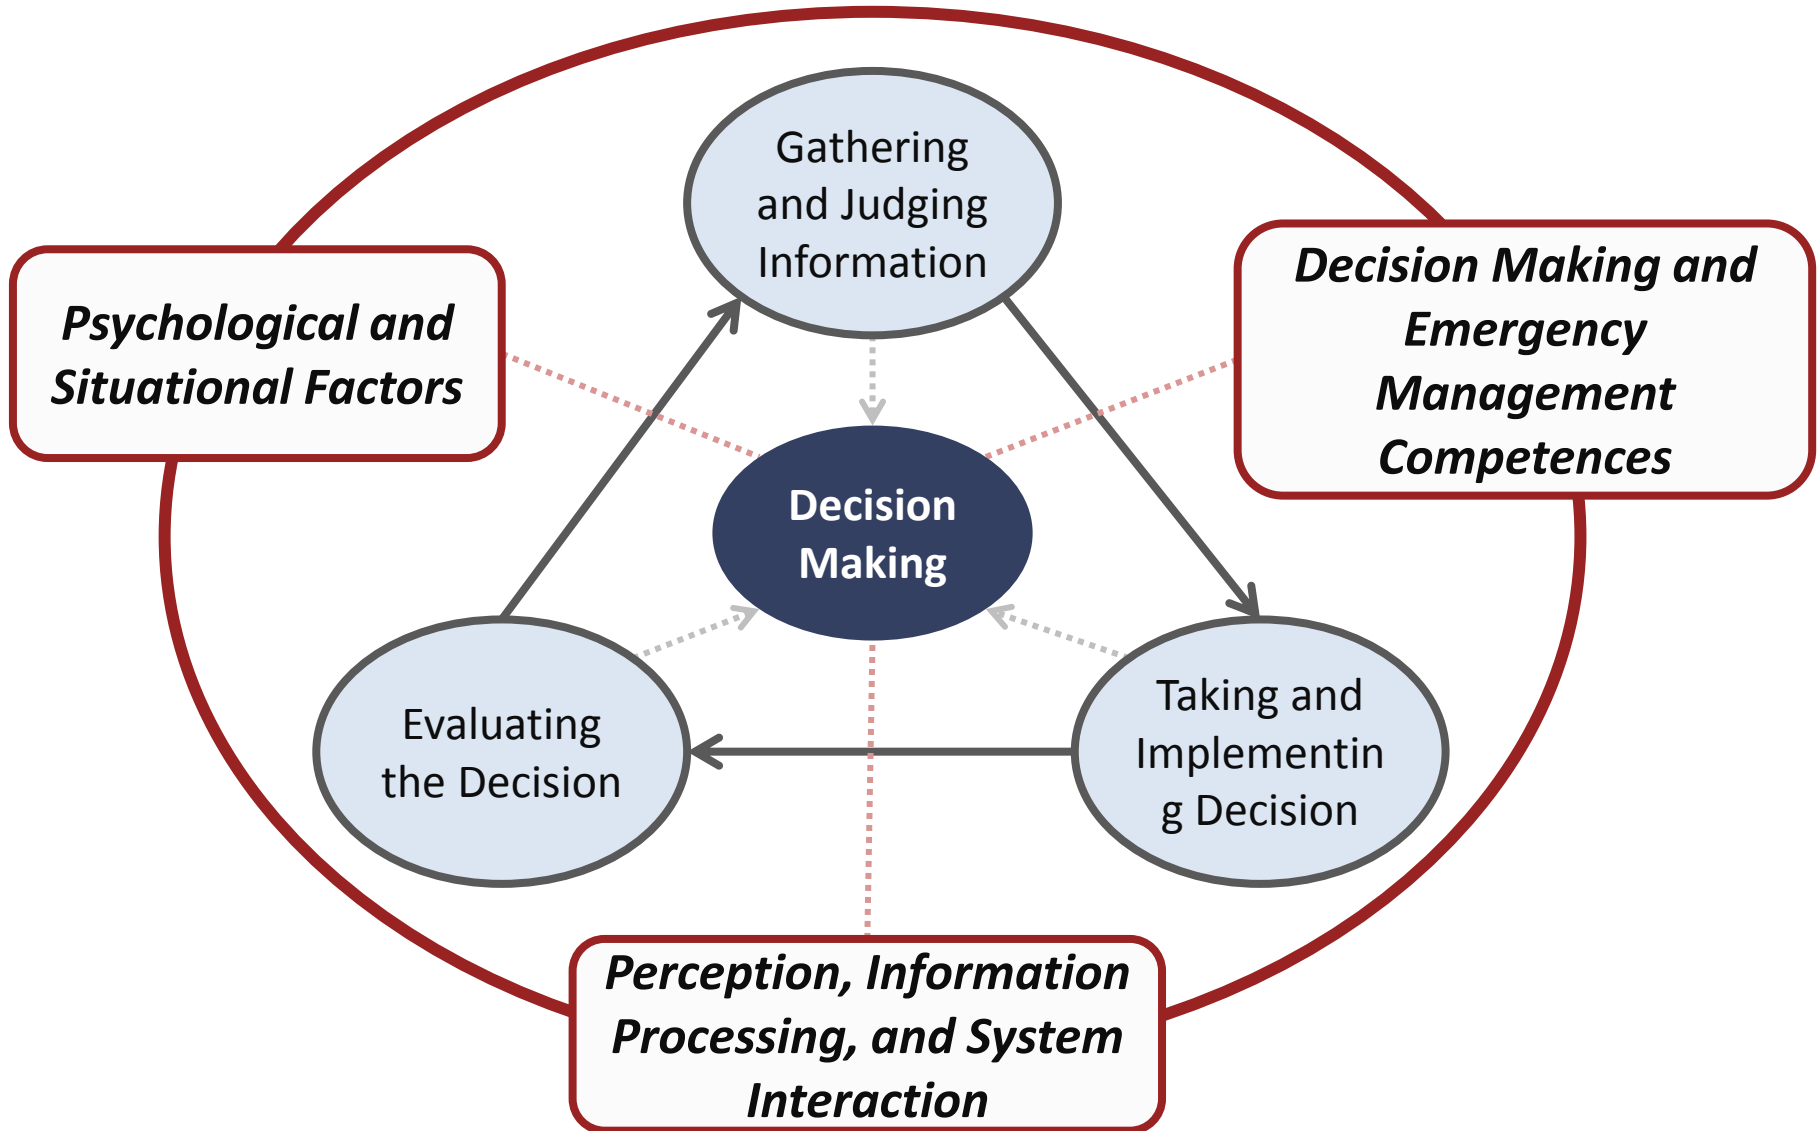 Gathering
and Judging
Information
Psychological and
Situational Factors
Decision Making and
Emergency
Management
Competences
Decision
Making
Evaluating
the Decision
Taking and
Implementin
g Decision
Perception, Information
Processing, and System
Interaction